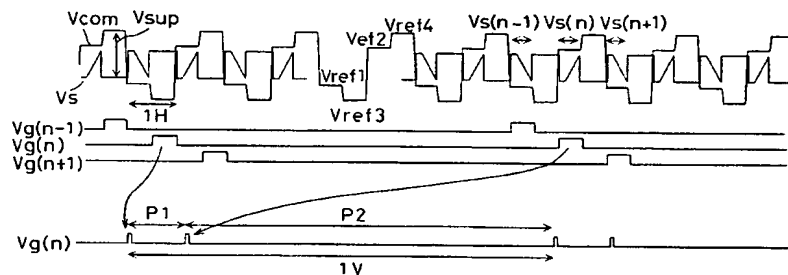 Vcom
Vsup
Vs
1H
Vref1
Vef2
Vref3
Vref4
Vs(n-1)
Vs(n)
Vs(n+1)
Vg(n-1)
Vg(n)
Vg(n+1)
P1
P2
Vg(n)
1V